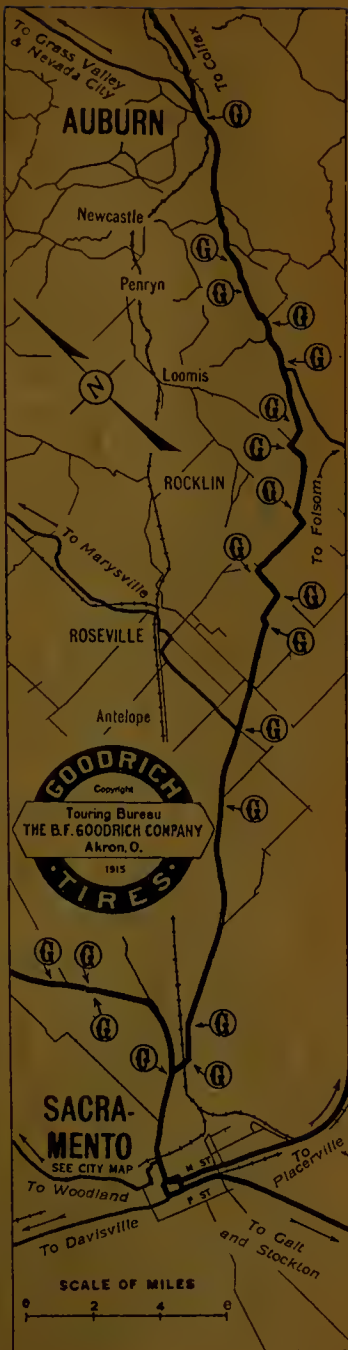 To Grass Valley
& Nevada City
To Colfax
AUBURN
G
Newcastle
G
Penryn
G
G
Loomis
G
N
G
G
ROCKLIN
G
To Folsom
To Marysville
G
G
ROSEVILLE
G
Antelope
G
GOODRICH
Copyright
Touring Bureau
THE B.F. GOODRICH COMPANY
Akron, O.
1915
TIRES
G
G
G
G
G
G
G
SACRA-
MENTO
SEE CITY MAP
M ST
P ST
To
Placerville
To Woodland
To Davisville
To Galt
and Stockton
SCALE OF MILES
0 2 4 6